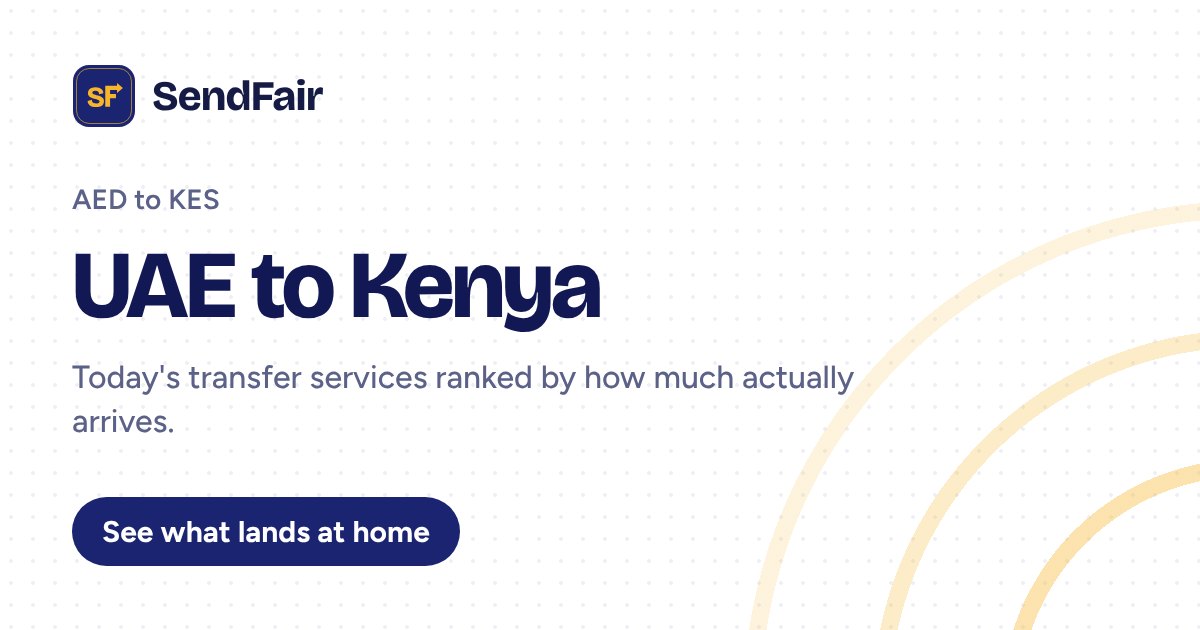 SF
SendFair
AED to KES
UAE to Kenya
Today's transfer services ranked by how much actually
arrives.
See what lands at home